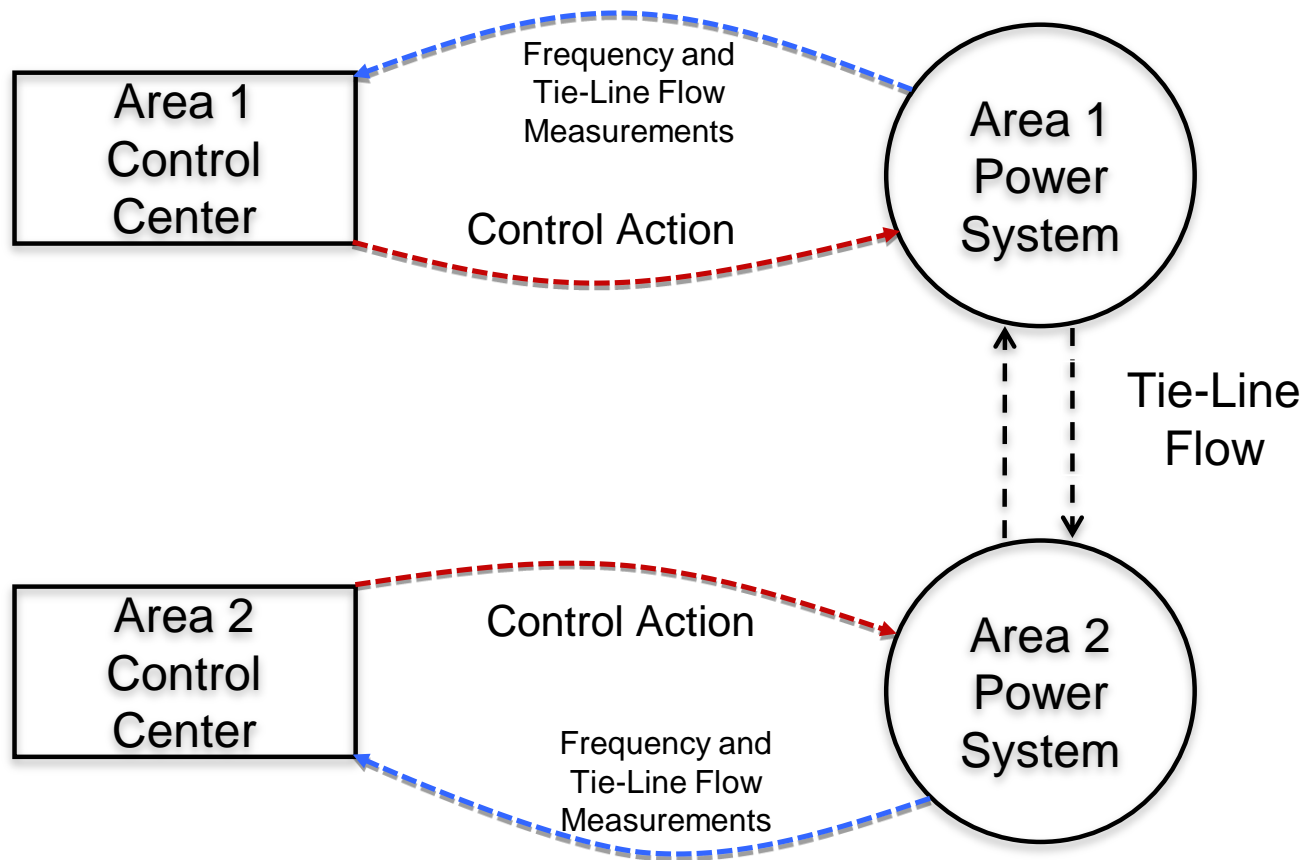 Frequency and
Tie-Line Flow
Measurements
Area 1
Control
Center
Area 1
Power
System
Control Action
Tie-Line
Flow
Area 2
Control
Center
Control Action
Area 2
Power
System
Frequency and
Tie-Line Flow
Measurements